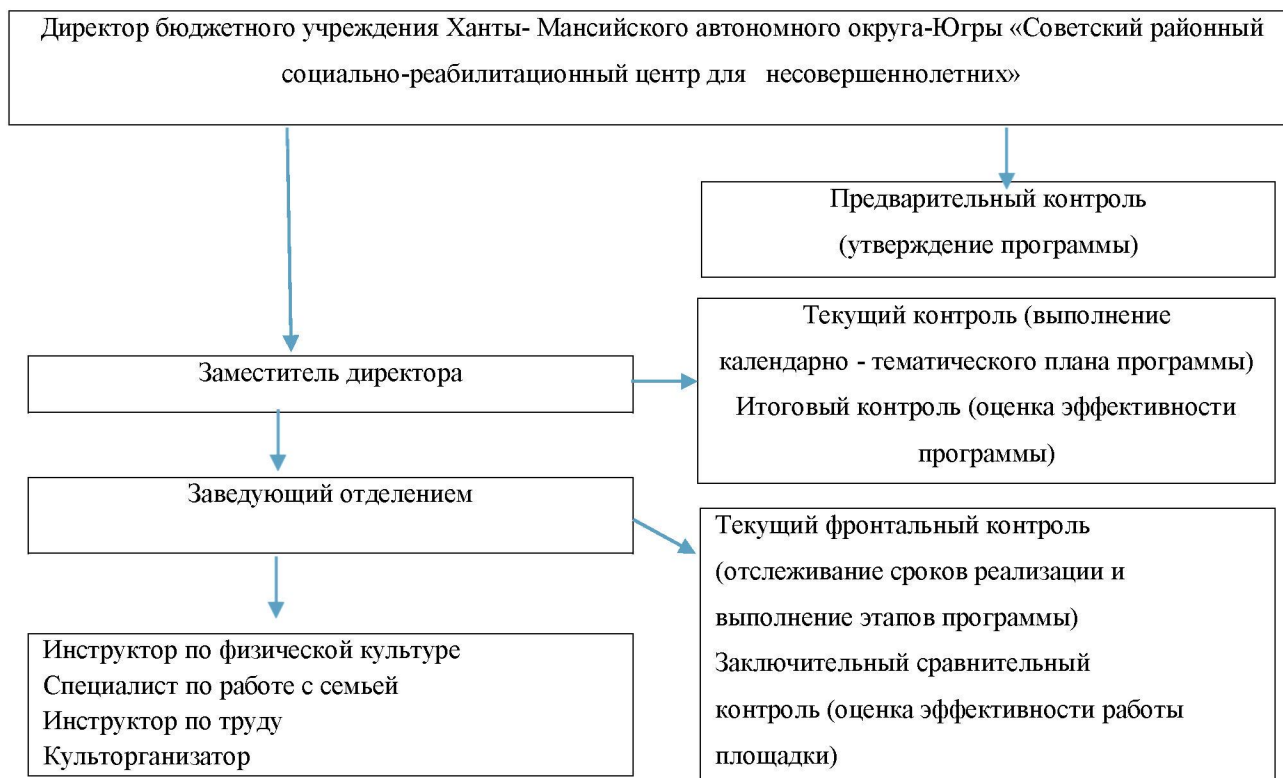 Директор бюджетного учреждения Ханты- Мансийского автономного округа-Югры «Советский районный
социально-реабилитационный центр для несовершеннолетних»
Предварительный контроль
(утверждение программы)
Текущий контроль (выполнение
календарно - тематического плана программы)
Итоговый контроль (оценка эффективности
программы)
Заместитель директора
Заведующий отделением
Текущий фронтальный контроль
(отслеживание сроков реализации и
выполнение этапов программы)
Заключительный сравнительный
контроль (оценка эффективности работы
площадки)
Инструктор по физической культуре
Специалист по работе с семьей
Инструктор по труду
Культорганизатор